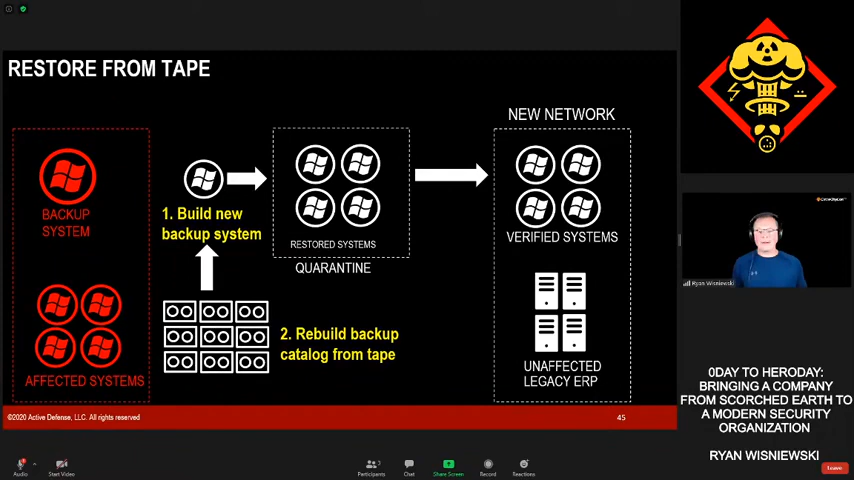 RESTORE FROM TAPE
BACKUP
SYSTEM
AFFECTED SYSTEMS
1. Build new
backup system
2. Rebuild backup
catalog from tape
RESTORED SYSTEMS
QUARANTINE
NEW NETWORK
VERIFIED SYSTEMS
UNAFFECTED
LEGACY ERP
©2020 Active Defense, LLC. All rights reserved
45
Ryan Wisniewski
0DAY TO HERODAY:
BRINGING A COMPANY
FROM SCORCHED EARTH TO
A MODERN SECURITY
ORGANIZATION
RYAN WISNIEWSKI
Audio
Start Video
Participants
3
Chat
Share Screen
Record
Reactions
Leave